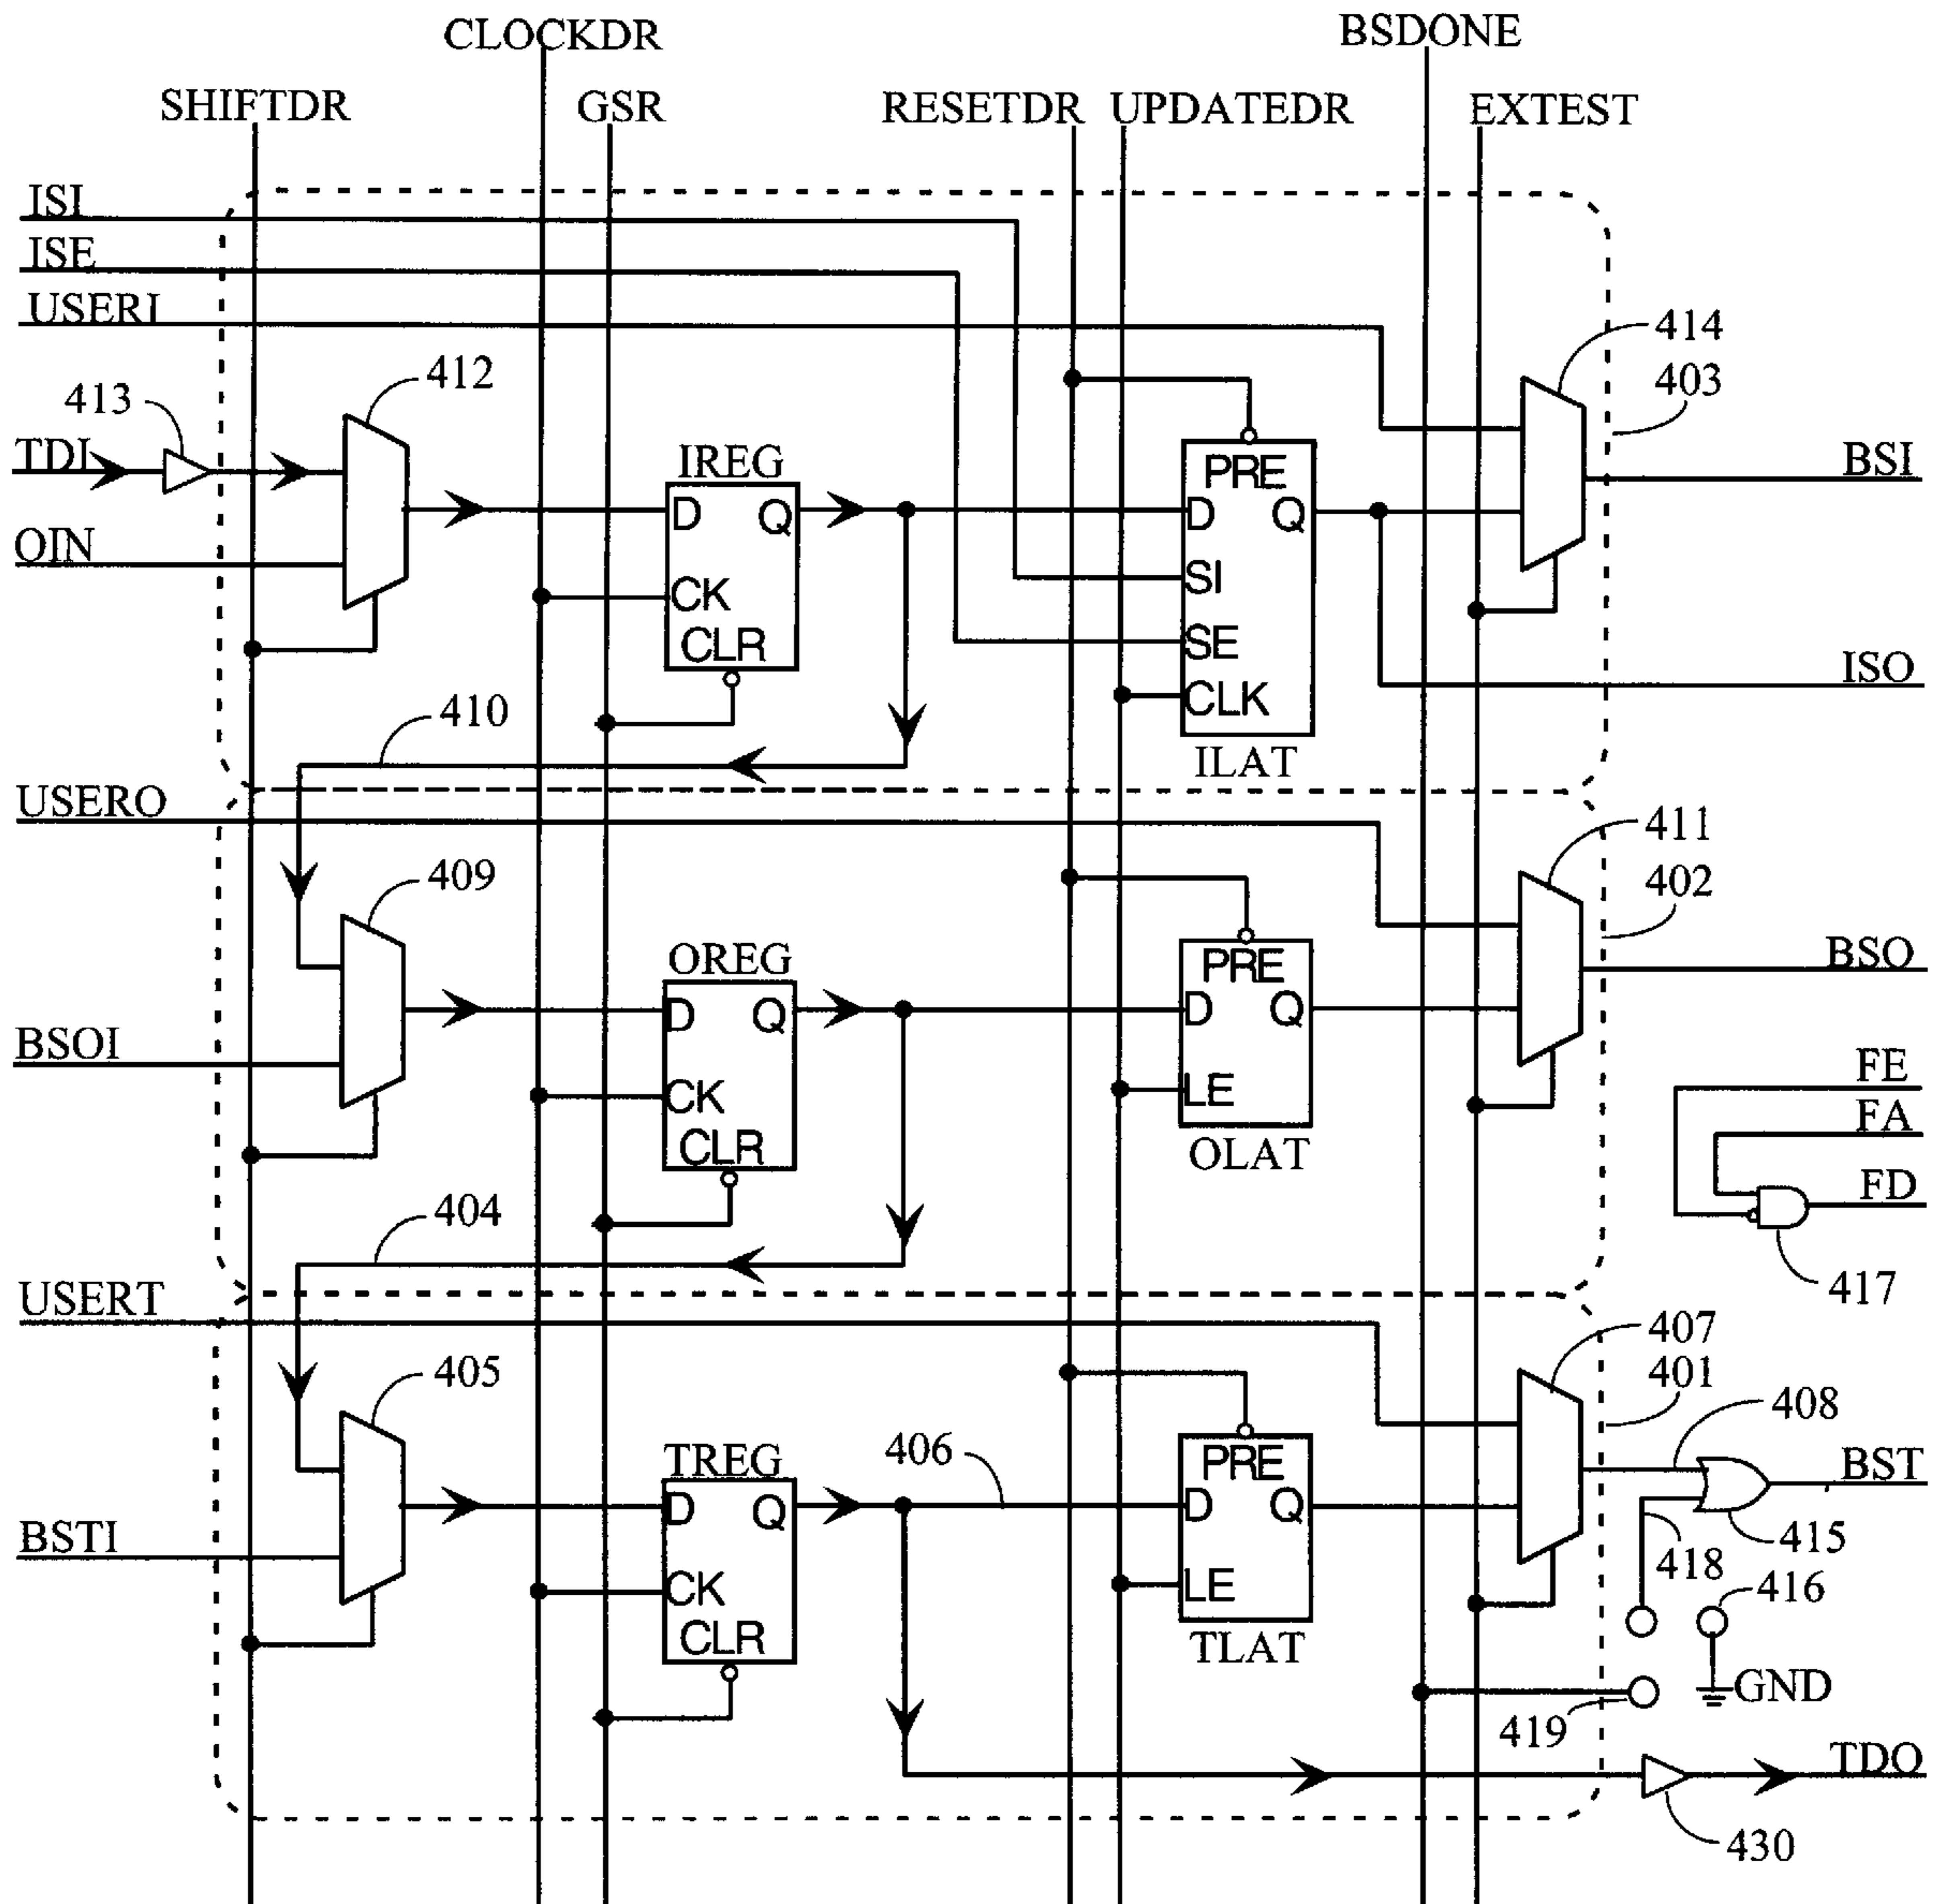 CLOCKDR
BSDONE
SHIFTDR
GSR
RESETDR
UPDATEDR
EXTEST
ISI
ISE
USERI
414
412
403
413
TDI
IREG
PRE
BSI
D
Q
D
Q
OIN
SI
CK
SE
CLR
ISO
410
CLK
ILAT
USERO
411
409
402
OREG
PRE
BSO
D
Q
D
Q
BSOI
FE
CK
LE
FA
CLR
OLAT
FD
404
417
USERT
407
405
401
408
TREG
406
PRE
BST
D
Q
D
Q
BSTI
418
415
CK
LE
416
CLR
TLAT
GND
419
TDO
430